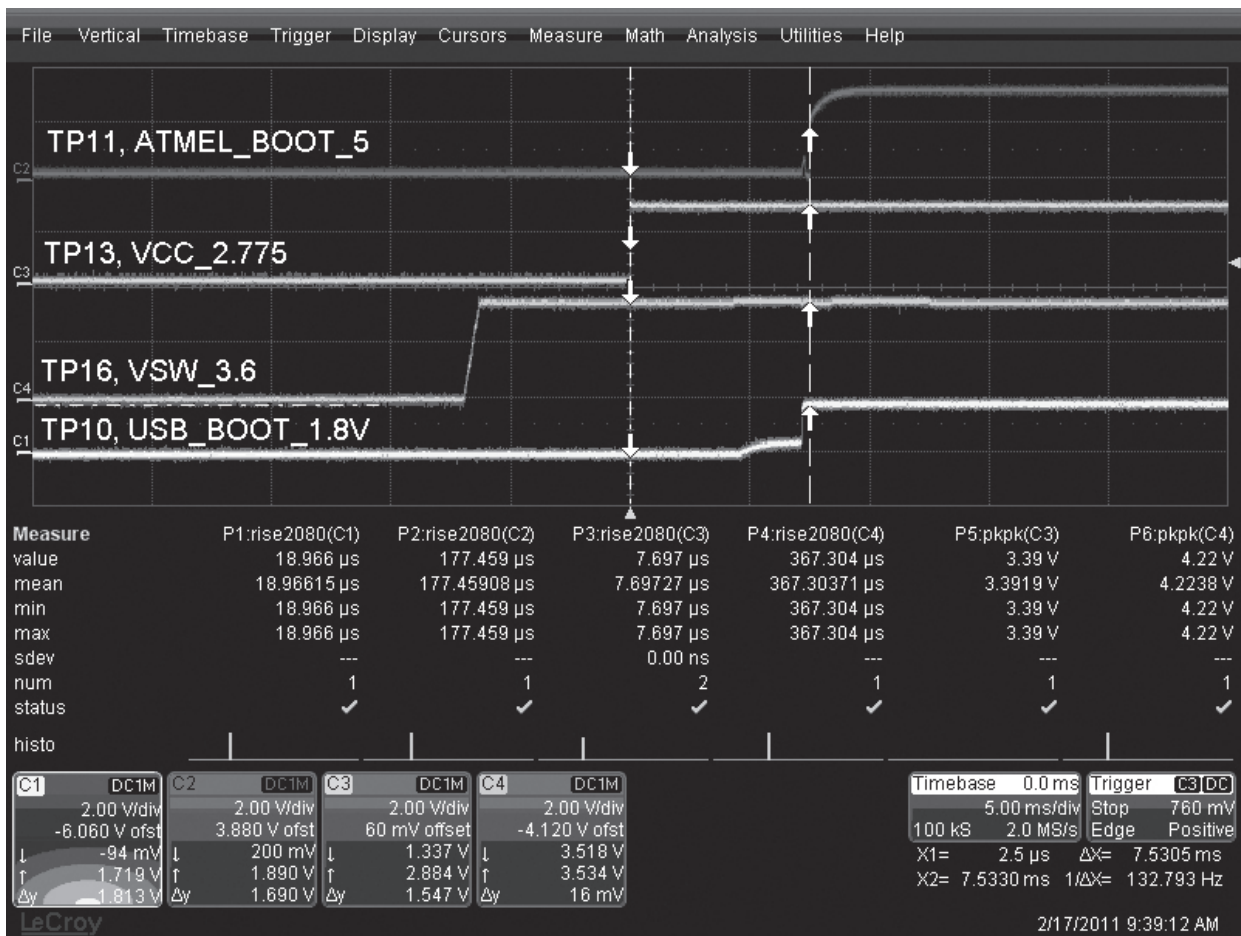 File Vertical Timebase Trigger Display Cursors Measure Math Analysis Utilities Help
TP11, ATMEL_BOOT_5
C2
TP13, VCC_2.775
C3
TP16, VSW_3.6
C4
TP10, USB_BOOT_1.8V
C1
Measure P1:rise2080(C1) P2:rise2080(C2) P3:rise2080(C3) P4:rise2080(C4) P5:pkpk(C3) P6:pkpk(C4)
value 18.966 µs 177.459 µs 7.697 µs 367.304 µs 3.39 V 4.22 V
mean 18.96615 µs 177.45908 µs 7.69727 µs 367.30371 µs 3.3919 V 4.2238 V
min 18.966 µs 177.459 µs 7.697 µs 367.304 µs 3.39 V 4.22 V
max 18.966 µs 177.459 µs 7.697 µs 367.304 µs 3.39 V 4.22 V
sdev --- --- 0.00 ns --- --- ---
num 1 1 2 1 1 1
status ✓ ✓ ✓ ✓ ✓ ✓
histo
C1 DC1M C2 DC1M C3 DC1M C4 DC1M Timebase 0.0 ms Trigger C3 DC
2.00 V/div 2.00 V/div 2.00 V/div 2.00 V/div 5.00 ms/div Stop 760 mV
-6.060 V ofst 3.880 V ofst 60 mV offset -4.120 V ofst 100 kS 2.0 MS/s Edge Positive
↓ -94 mV ↓ 200 mV ↓ 1.337 V ↓ 3.518 V X1= 2.5 µs ΔX= 7.5305 ms
↑ 1.719 V ↑ 1.890 V ↑ 2.884 V ↑ 3.534 V X2= 7.5330 ms 1/ΔX= 132.793 Hz
Δy 1.813 V Δy 1.690 V Δy 1.547 V Δy 16 mV
LeCroy 2/17/2011 9:39:12 AM